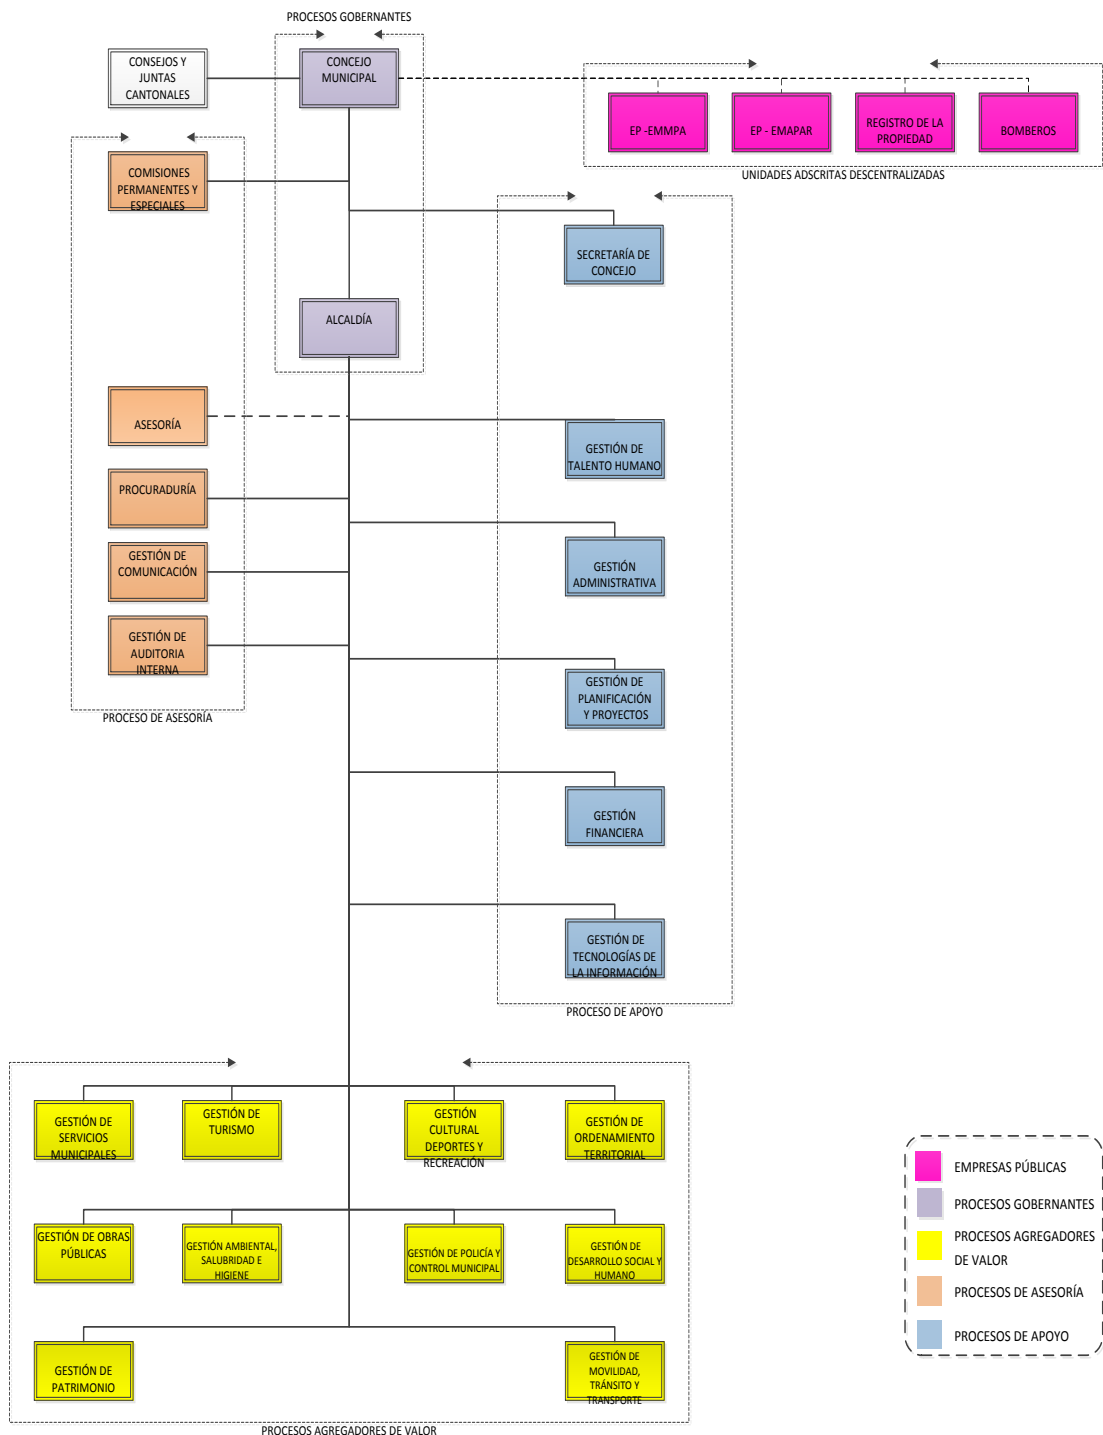 PROCESOS GOBERNANTES
CONSEJOS Y
JUNTAS
CANTONALES
CONCEJO
MUNICIPAL
EP -EMMPA
EP - EMAPAR
REGISTRO DE LA
PROPIEDAD
BOMBEROS
UNIDADES ADSCRITAS DESCENTRALIZADAS
COMISIONES
PERMANENTES Y
ESPECIALES
SECRETARÍA DE
CONCEJO
ALCALDÍA
ASESORÍA
GESTIÓN DE
TALENTO HUMANO
PROCURADURÍA
GESTIÓN DE
COMUNICACIÓN
GESTIÓN
ADMINISTRATIVA
GESTIÓN DE
AUDITORIA
INTERNA
PROCESO DE ASESORÍA
GESTIÓN DE
PLANIFICACIÓN
Y PROYECTOS
GESTIÓN
FINANCIERA
GESTIÓN DE
TECNOLOGÍAS DE
LA INFORMACIÓN
PROCESO DE APOYO
GESTIÓN DE
SERVICIOS
MUNICIPALES
GESTIÓN DE
TURISMO
GESTIÓN
CULTURAL
DEPORTES Y
RECREACIÓN
GESTIÓN DE
ORDENAMIENTO
TERRITORIAL
GESTIÓN DE OBRAS
PÚBLICAS
GESTIÓN AMBIENTAL,
SALUBRIDAD E
HIGIENE
GESTIÓN DE POLICÍA Y
CONTROL MUNICIPAL
GESTIÓN DE
DESARROLLO SOCIAL Y
HUMANO
GESTIÓN DE
PATRIMONIO
GESTIÓN DE
MOVILIDAD,
TRÁNSITO Y
TRANSPORTE
PROCESOS AGREGADORES DE VALOR
EMPRESAS PÚBLICAS
PROCESOS GOBERNANTES
PROCESOS AGREGADORES
DE VALOR
PROCESOS DE ASESORÍA
PROCESOS DE APOYO